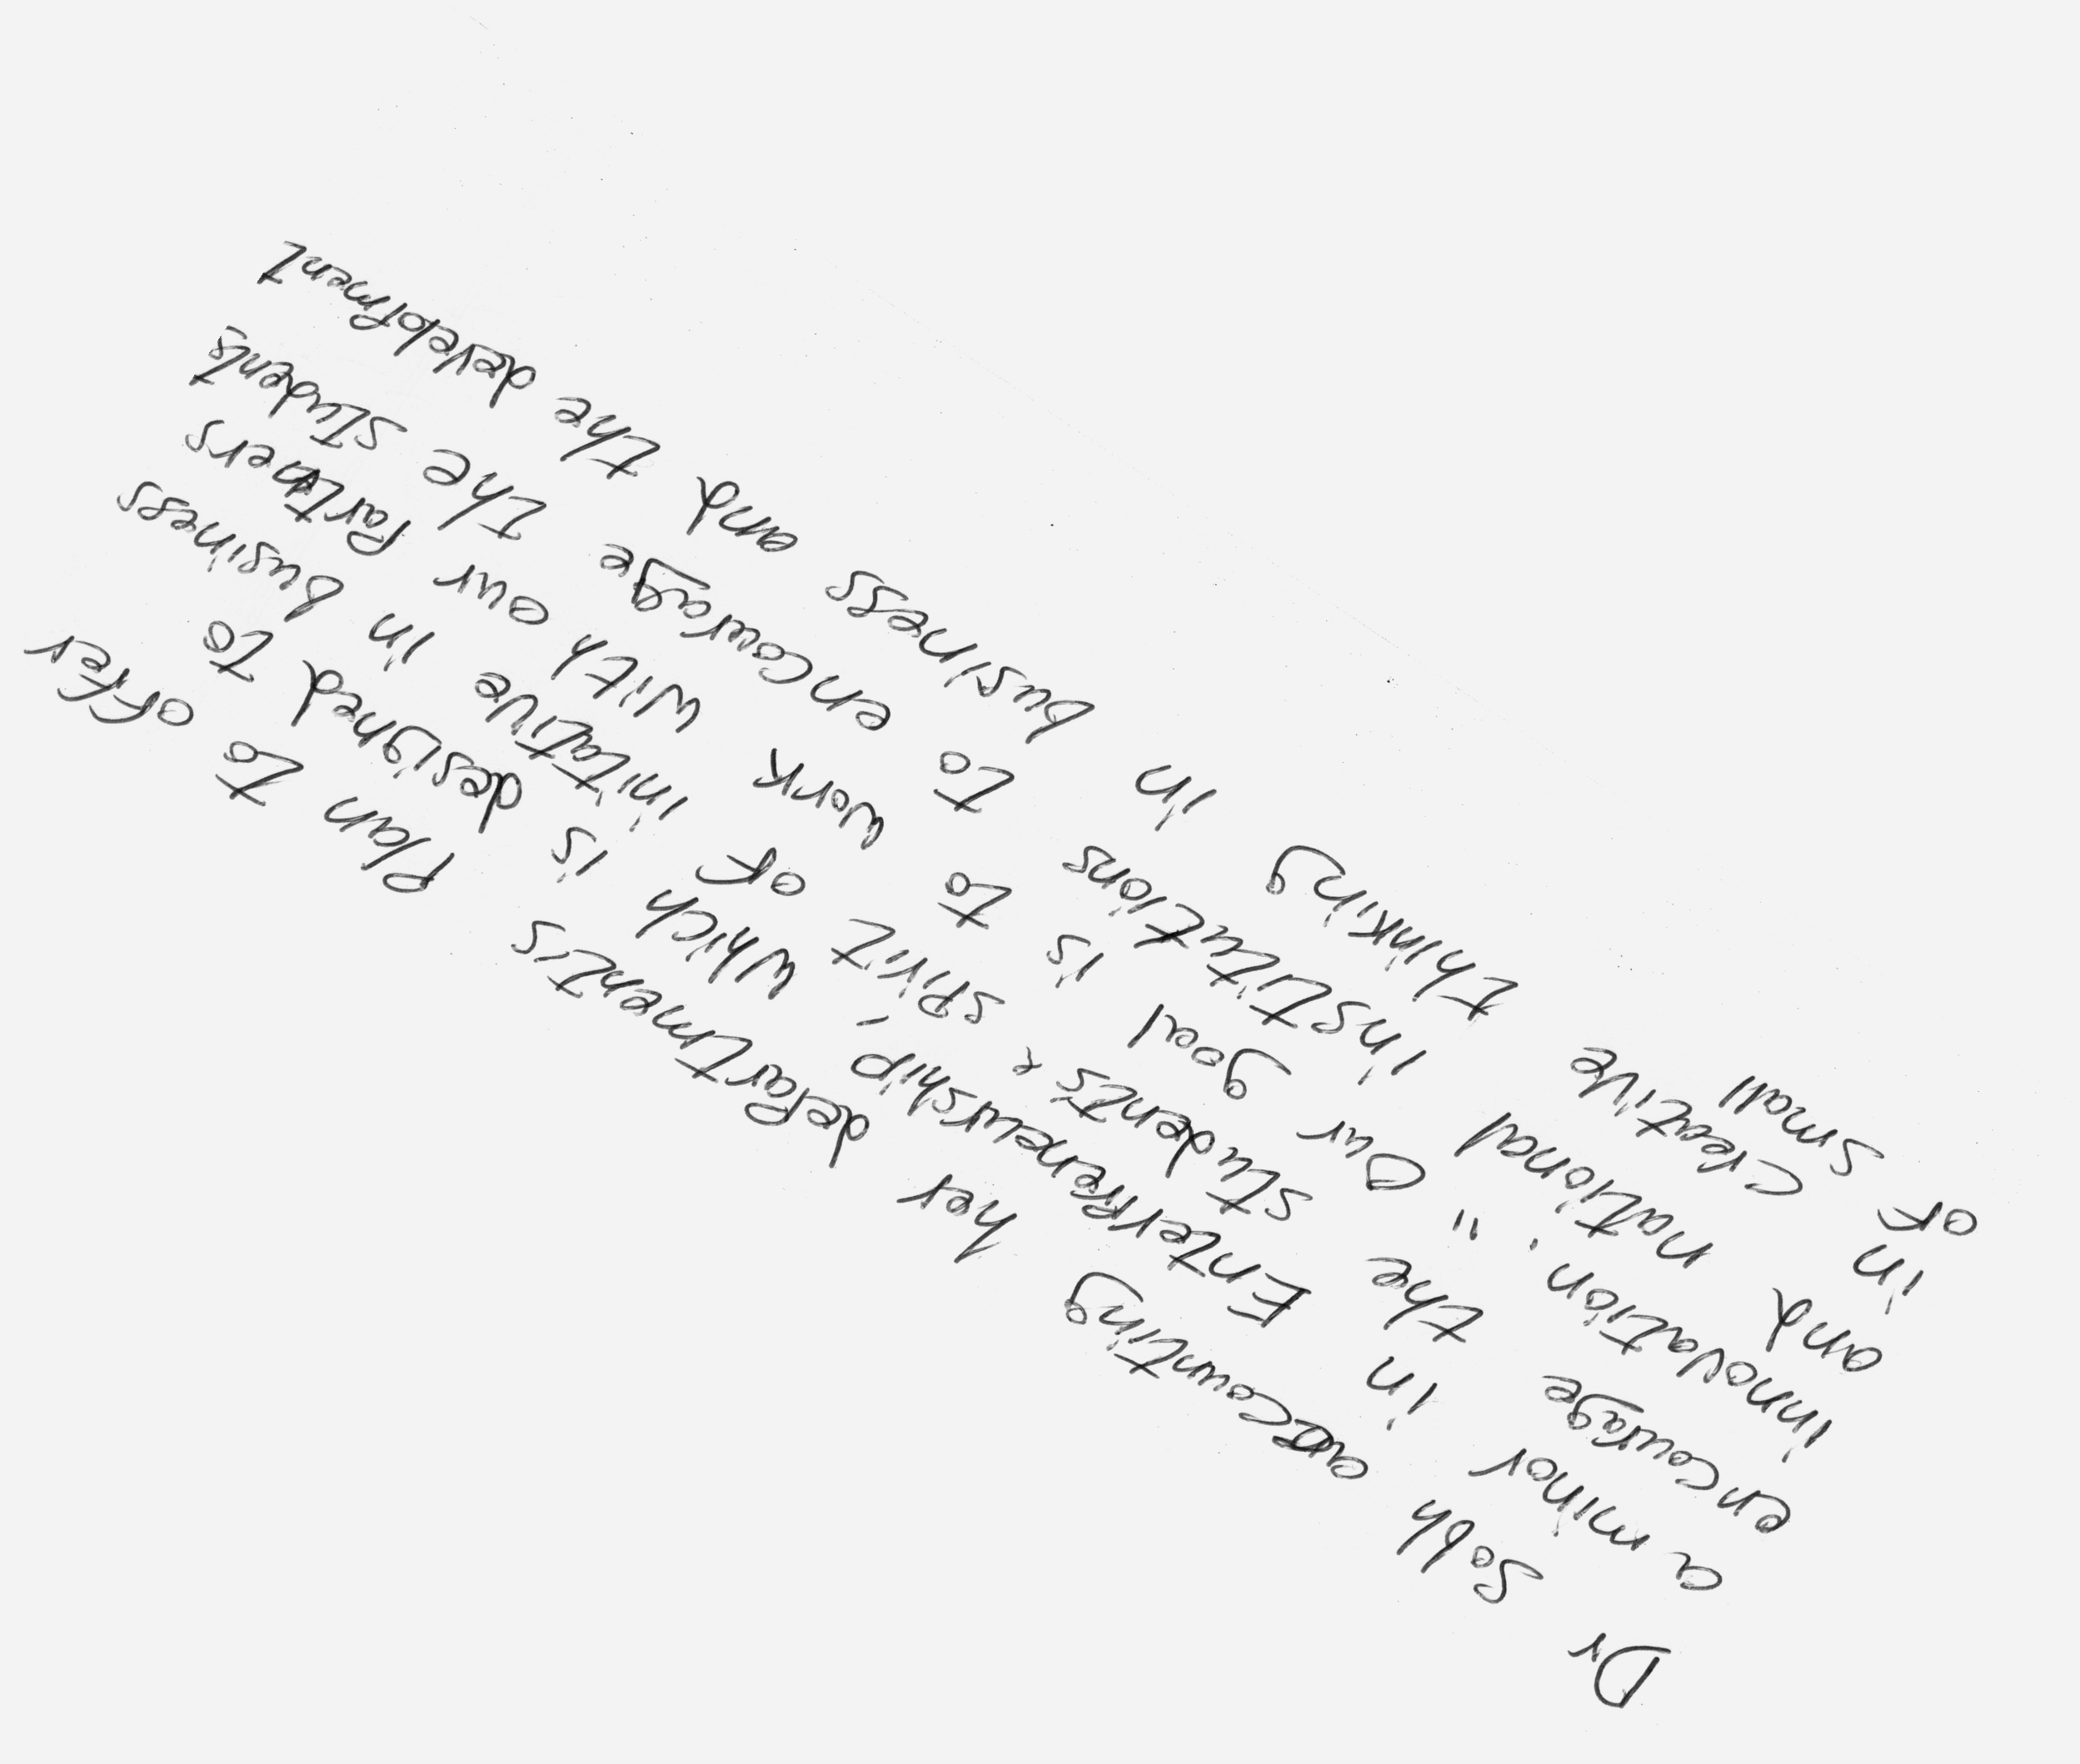 Dr Sobh accounting her departments plan to offer
a minor in Enterpreneurship - which is designed to
encourage the students & spirit of initative in business
innovation. " Our goal is to work with our partners
and national institutions to encourage the students
in creative thinking in business and the development
of small